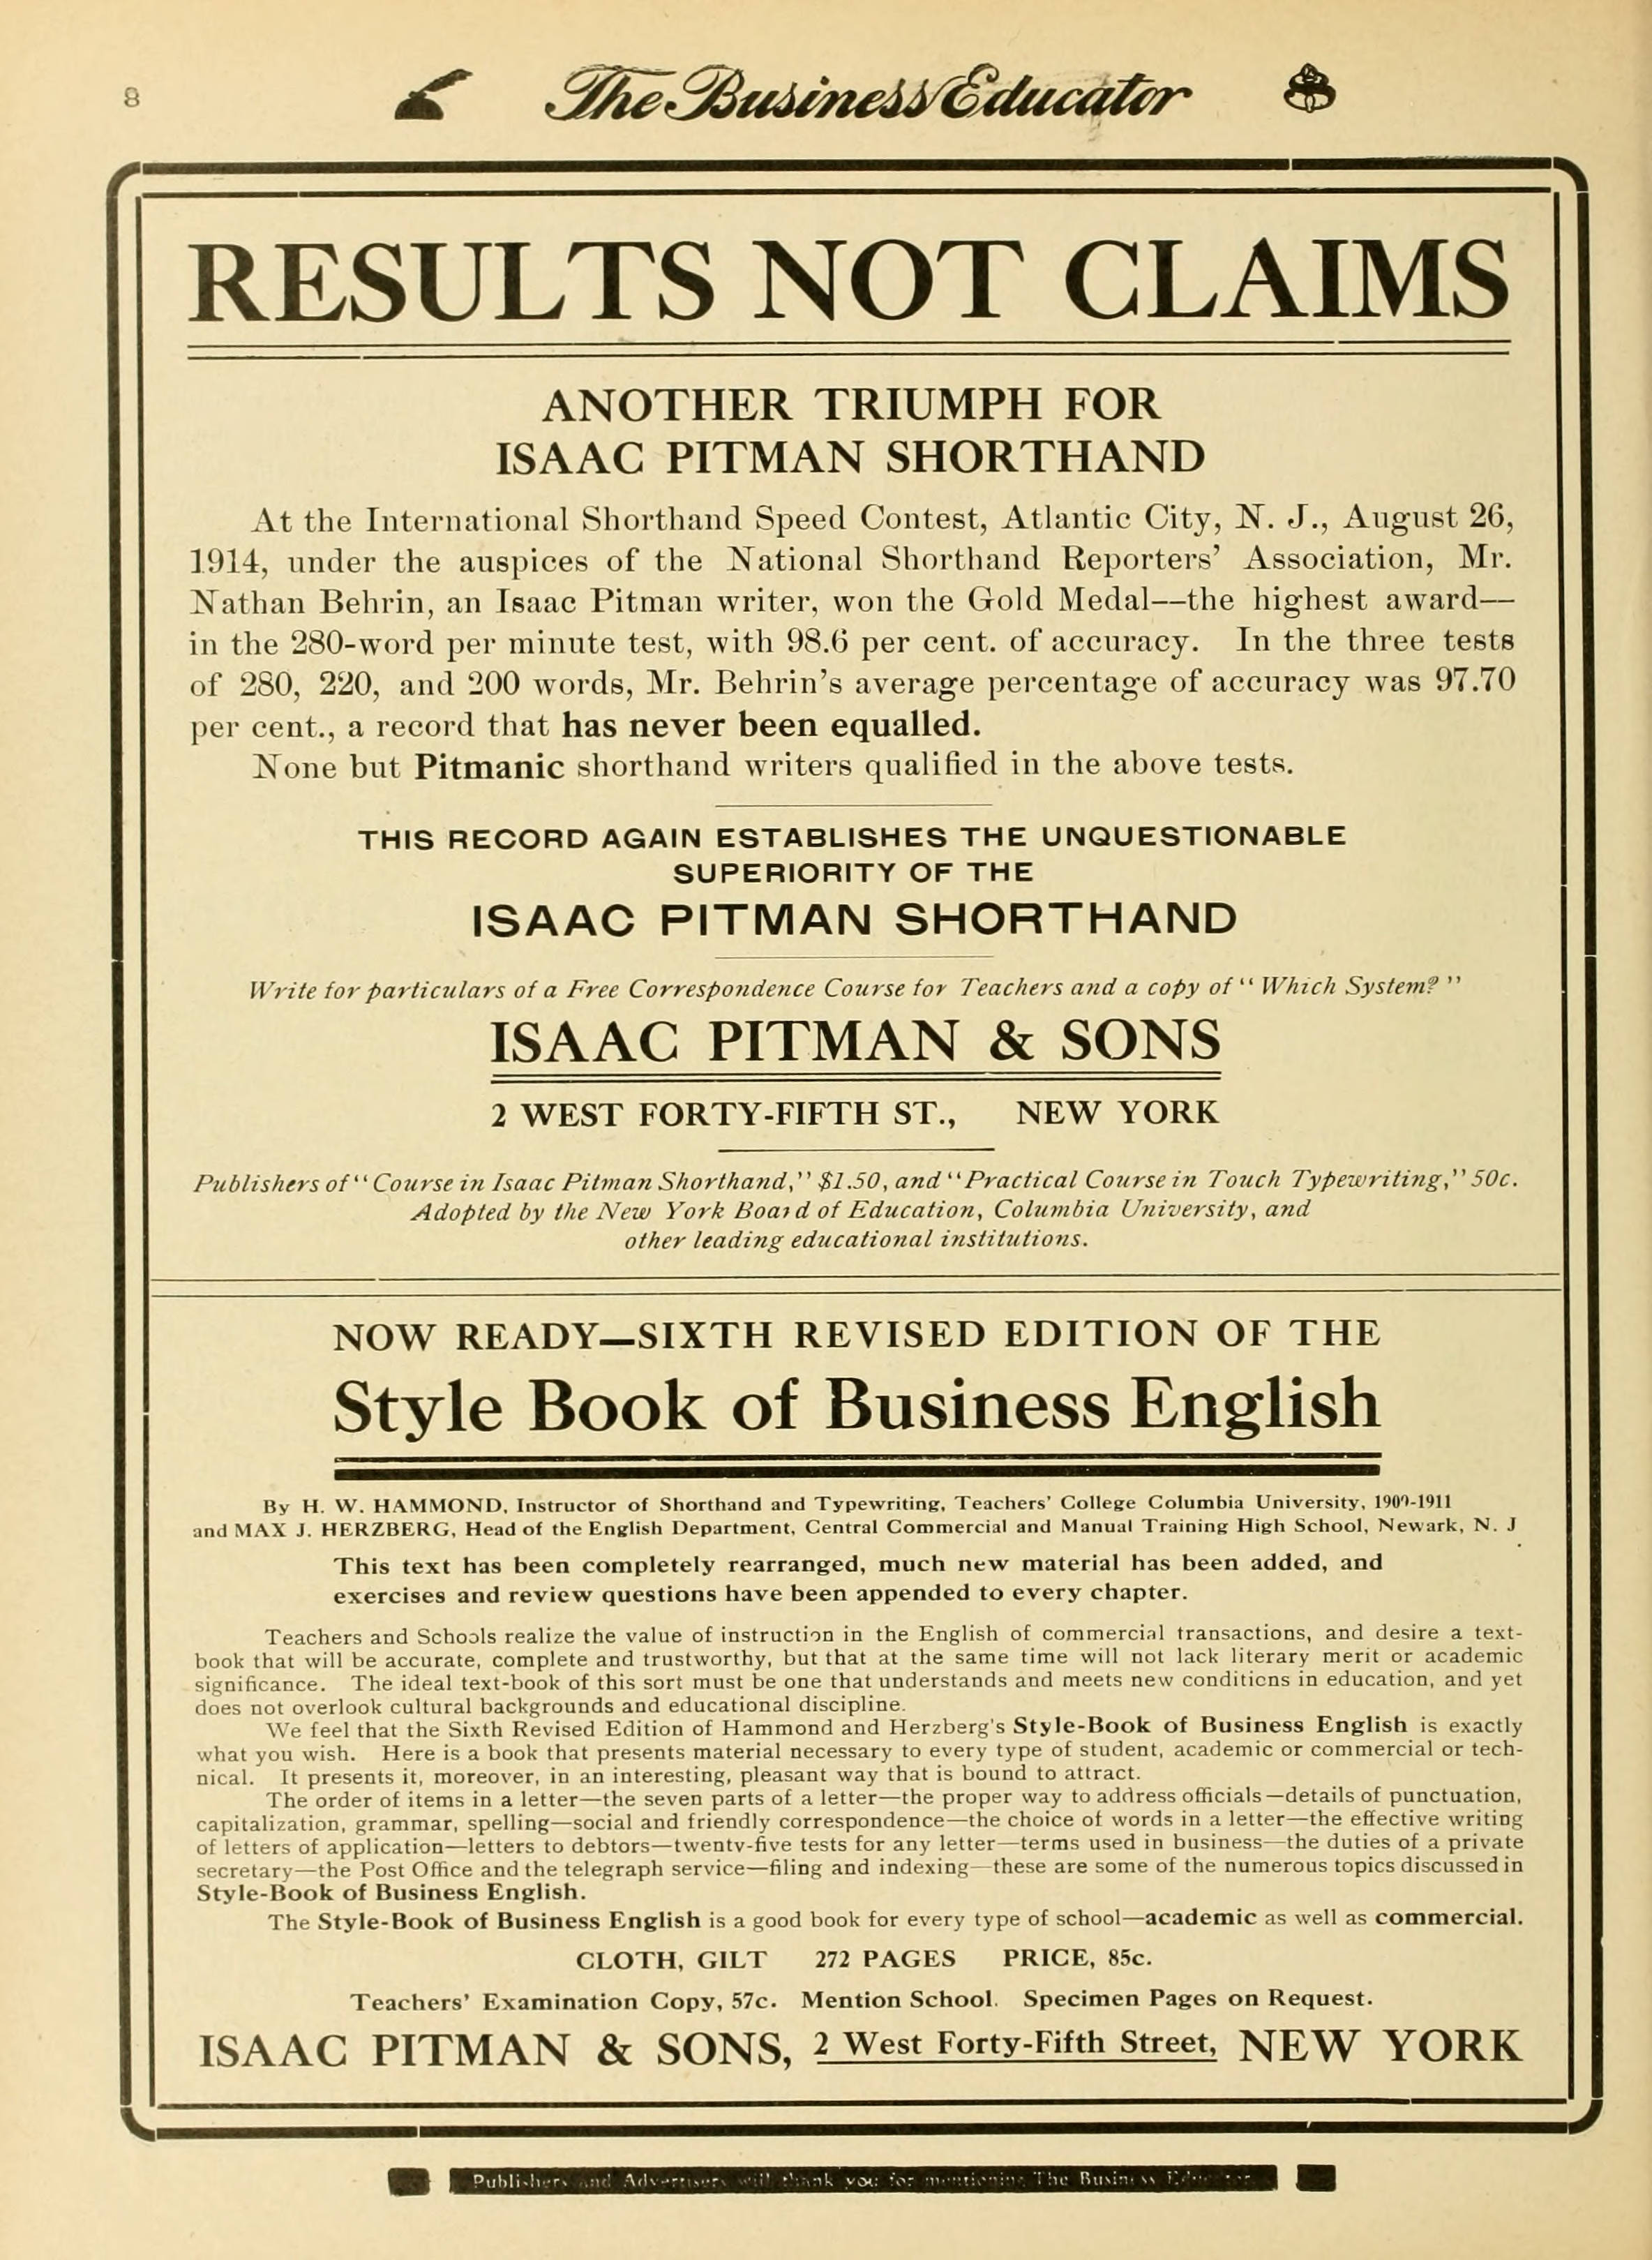 8
The Business Educator
RESULTS NOT CLAIMS
ANOTHER TRIUMPH FOR
ISAAC PITMAN SHORTHAND
At the International Shorthand Speed Contest, Atlantic City, N. J., August 26,
1914, under the auspices of the National Shorthand Reporters' Association, Mr.
Nathan Behrin, an Isaac Pitman writer, won the Gold Medal—the highest award—
in the 280-word per minute test, with 98.6 per cent. of accuracy. In the three tests
of 280, 220, and 200 words, Mr. Behrin's average percentage of accuracy was 97.70
per cent., a record that has never been equalled.
None but Pitmanic shorthand writers qualified in the above tests.
THIS RECORD AGAIN ESTABLISHES THE UNQUESTIONABLE
SUPERIORITY OF THE
ISAAC PITMAN SHORTHAND
Write for particulars of a Free Correspondence Course for Teachers and a copy of "Which System?"
ISAAC PITMAN & SONS
2 WEST FORTY-FIFTH ST., NEW YORK
Publishers of "Course in Isaac Pitman Shorthand," $1.50, and "Practical Course in Touch Typewriting," 50c.
Adopted by the New York Board of Education, Columbia University, and
other leading educational institutions.
NOW READY—SIXTH REVISED EDITION OF THE
Style Book of Business English
By H. W. HAMMOND, Instructor of Shorthand and Typewriting, Teachers' College Columbia University, 1909-1911
and MAX J. HERZBERG, Head of the English Department, Central Commercial and Manual Training High School, Newark, N. J.
This text has been completely rearranged, much new material has been added, and
exercises and review questions have been appended to every chapter.
Teachers and Schools realize the value of instruction in the English of commercial transactions, and desire a text-
book that will be accurate, complete and trustworthy, but that at the same time will not lack literary merit or academic
significance. The ideal text-book of this sort must be one that understands and meets new conditions in education, and yet
does not overlook cultural backgrounds and educational discipline.
We feel that the Sixth Revised Edition of Hammond and Herzberg's Style-Book of Business English is exactly
what you wish. Here is a book that presents material necessary to every type of student, academic or commercial or tech-
nical. It presents it, moreover, in an interesting, pleasant way that is bound to attract.
The order of items in a letter—the seven parts of a letter—the proper way to address officials—details of punctuation,
capitalization, grammar, spelling—social and friendly correspondence—the choice of words in a letter—the effective writing
of letters of application—letters to debtors—twenty-five tests for any letter—terms used in business—the duties of a private
secretary—the Post Office and the telegraph service—filing and indexing—these are some of the numerous topics discussed in
Style-Book of Business English.
The Style-Book of Business English is a good book for every type of school—academic as well as commercial.
CLOTH, GILT 272 PAGES PRICE, 85c.
Teachers' Examination Copy, 57c. Mention School. Specimen Pages on Request.
ISAAC PITMAN & SONS, 2 West Forty-Fifth Street, NEW YORK
Publishers and Advertisers will thank you for mentioning The Business Educator